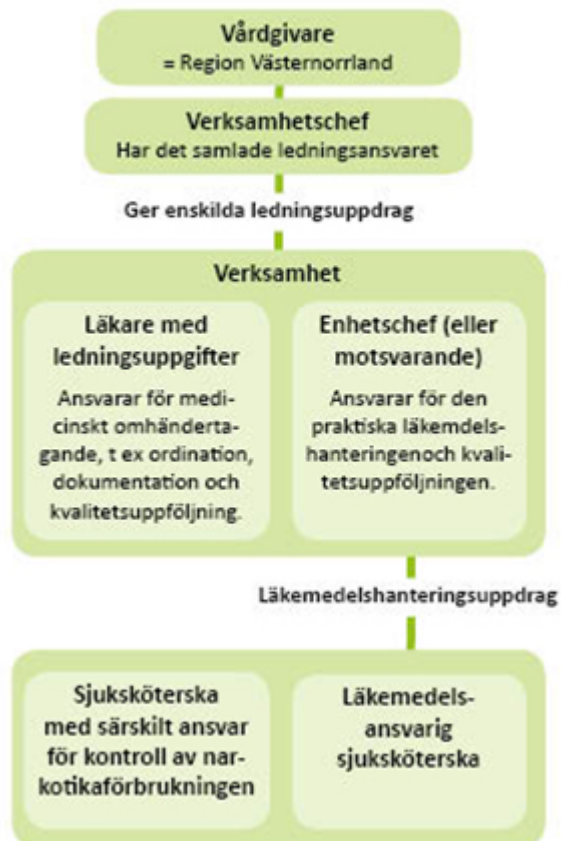 Vårdgivare
= Region Västernorrland
Verksamhetschef
Har det samlade ledningsansvaret
Ger enskilda ledningsuppdrag
Verksamhet
Läkare med
ledningsuppgifter
Ansvarar för medi-
cinskt omhänderta-
gande, t ex ordination,
dokumentation och
kvalitetsuppföljning.
Enhetschef (eller
motsvarande)
Ansvarar för den
praktiska läkemdels-
hanteringenoch kvali-
tetsuppföljningen.
Läkemedelshanteringsuppdrag
Sjuksköterska
med särskilt ansvar
för kontroll av nar-
kotikaförbrukningen
Läkemedels-
ansvarig
sjuksköterska